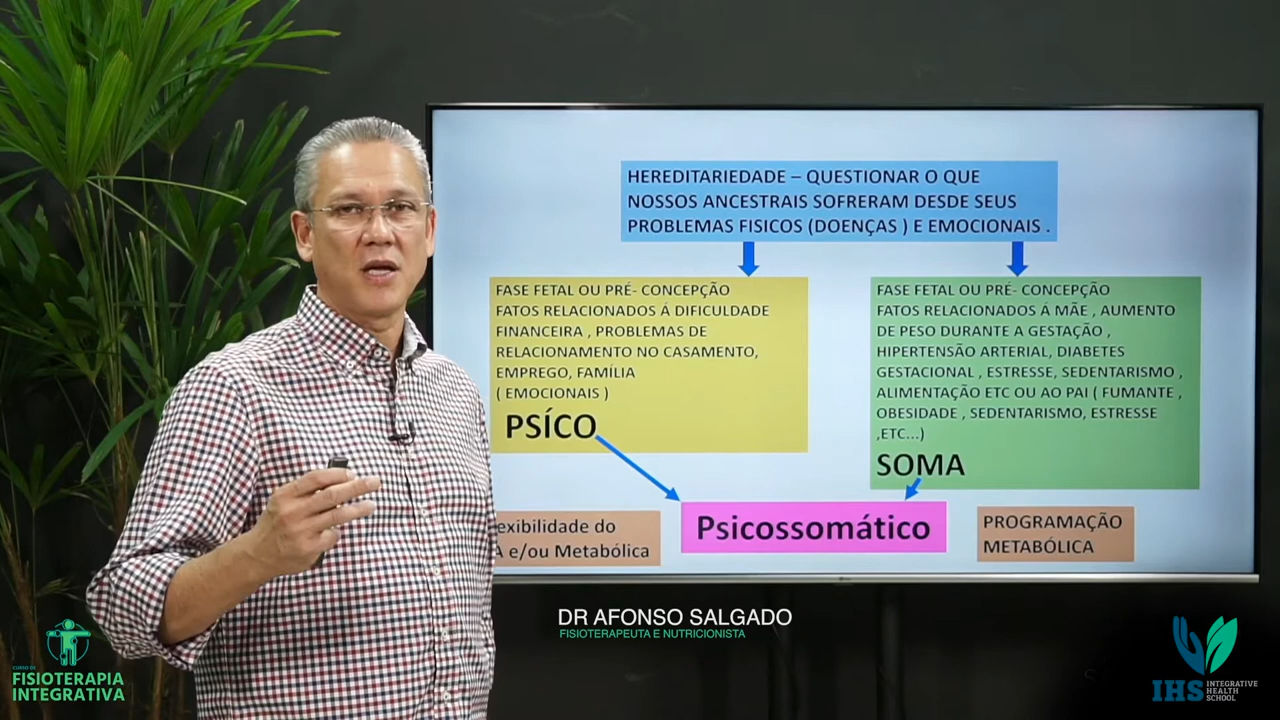 HEREDITARIEDADE – QUESTIONAR O QUE
NOSSOS ANCESTRAIS SOFRERAM DESDE SEUS
PROBLEMAS FISICOS (DOENÇAS ) E EMOCIONAIS .
FASE FETAL OU PRÉ- CONCEPÇÃO
FATOS RELACIONADOS Á DIFICULDADE
FINANCEIRA , PROBLEMAS DE
RELACIONAMENTO NO CASAMENTO,
EMPREGO, FAMÍLIA
( EMOCIONAIS )
PSÍCO
FASE FETAL OU PRÉ- CONCEPÇÃO
FATOS RELACIONADOS Á MÃE , AUMENTO
DE PESO DURANTE A GESTAÇÃO ,
HIPERTENSÃO ARTERIAL, DIABETES
GESTACIONAL , ESTRESSE, SEDENTARISMO ,
ALIMENTAÇÃO ETC OU AO PAI ( FUMANTE ,
OBESIDADE , SEDENTARISMO, ESTRESSE
,ETC...)
SOMA
exibilidade do
A e/ou Metabólica
Psicossomático
PROGRAMAÇÃO
METABÓLICA
DR AFONSO SALGADO
FISIOTERAPEUTA E NUTRICIONISTA
CURSO DE
FISIOTERAPIA
INTEGRATIVA
IHS
INTEGRATIVE
HEALTH
SCHOOL